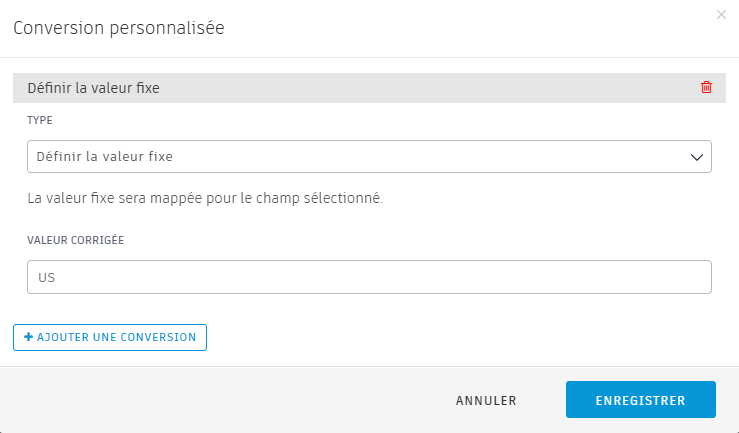 Conversion personnalisée
Définir la valeur fixe
TYPE
Définir la valeur fixe
La valeur fixe sera mappée pour le champ sélectionné.
VALEUR CORRIGÉE
US
+ AJOUTER UNE CONVERSION
ANNULER
ENREGISTRER